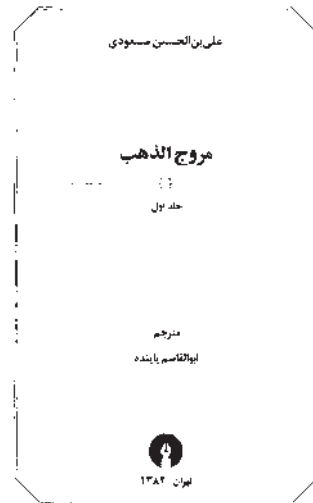 علی‌بن‌الحسین مسعودی
مروج الذهب
جلد اول
مترجم
ابوالقاسم پاینده
تهران ۱۳۸۲